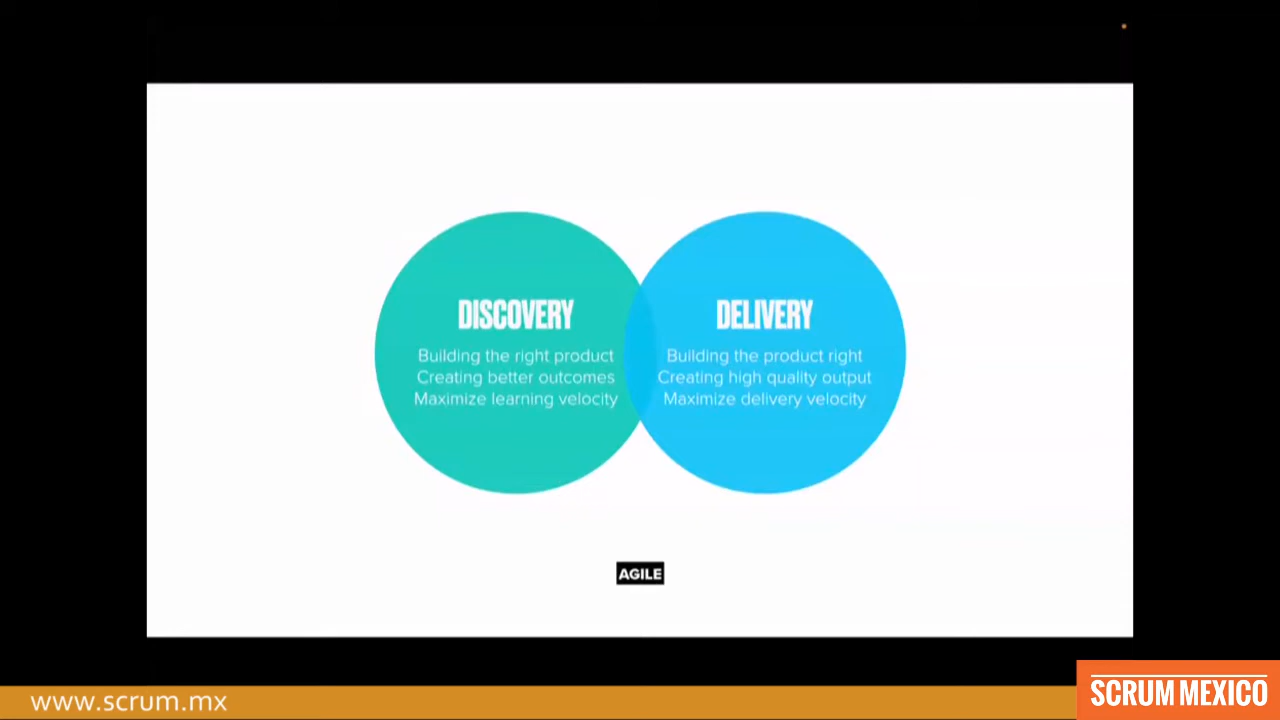 DISCOVERY
Building the right product
Creating better outcomes
Maximize learning velocity
DELIVERY
Building the product right
Creating high quality output
Maximize delivery velocity
AGILE
www.scrum.mx
SCRUM MEXICO